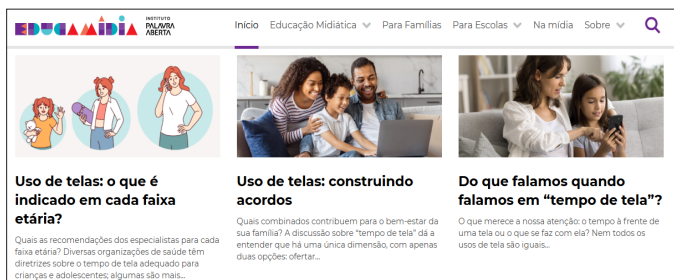 EDUCAMÍDIA
INSTITUTO
PALAVRA
ABERTA
Início Educação Midiática Para Famílias Para Escolas Na mídia Sobre
Uso de telas: o que é
indicado em cada faixa
etária?
Quais as recomendações dos especialistas para cada
faixa etária? Diversas organizações de saúde têm
diretrizes sobre o tempo de tela adequado para
crianças e adolescentes; algumas são mais...
Uso de telas: construindo
acordos
Quais combinados contribuem para o bem-estar da
sua família? A discussão sobre “tempo de tela” dá a
entender que há uma única dimensão, com apenas
duas opções: ofertar...
Do que falamos quando
falamos em “tempo de tela”?
O que merece a nossa atenção: o tempo à frente de
uma tela ou o que se faz com ela? Nem todos os
usos de tela são iguais...